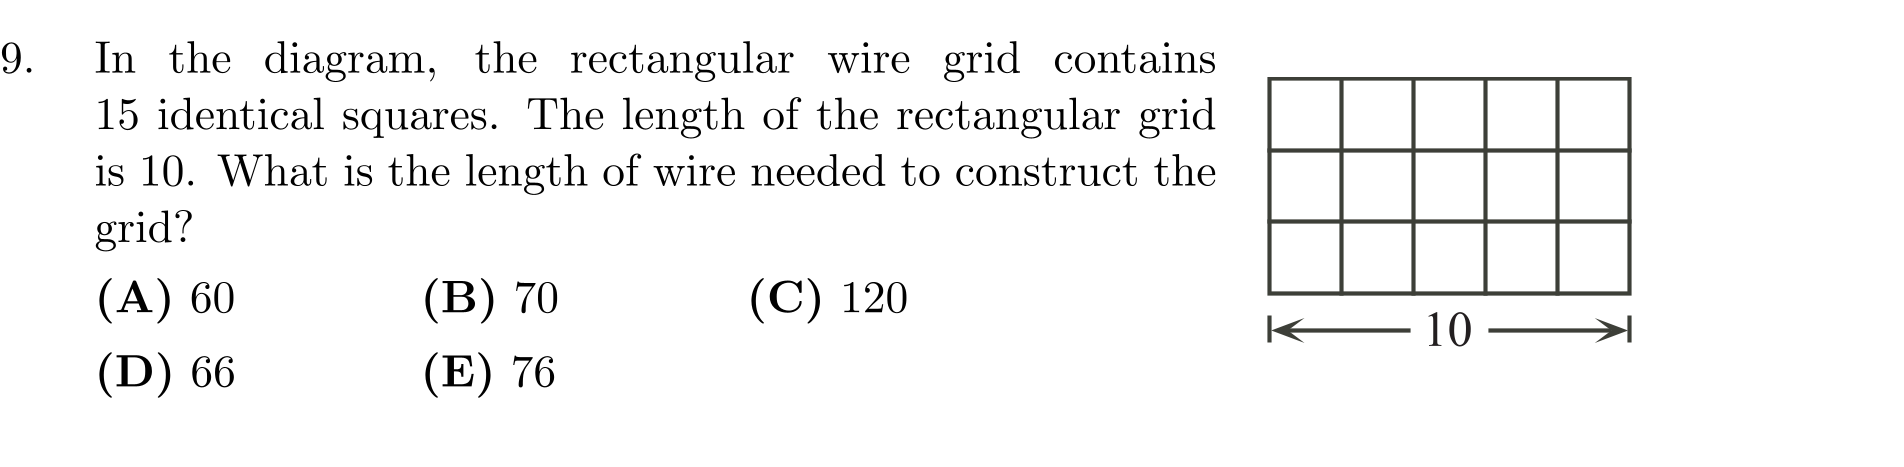 9. In the diagram, the rectangular wire grid contains
15 identical squares. The length of the rectangular grid
is 10. What is the length of wire needed to construct the
grid?
(A) 60 (B) 70 (C) 120
(D) 66 (E) 76
10